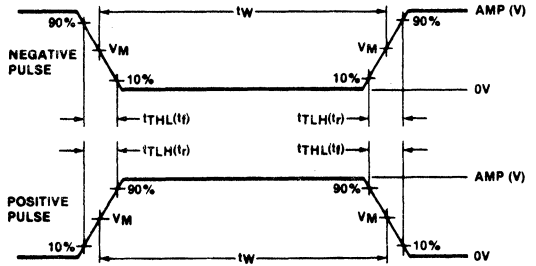 90% tW 90% AMP (V)
NEGATIVE PULSE VM VM
10% 10% 0V
tTHL(tf) tTLH(tr)
tTLH(tr) tTHL(tf)
90% 90% AMP (V)
POSITIVE PULSE VM VM
10% tW 10% 0V